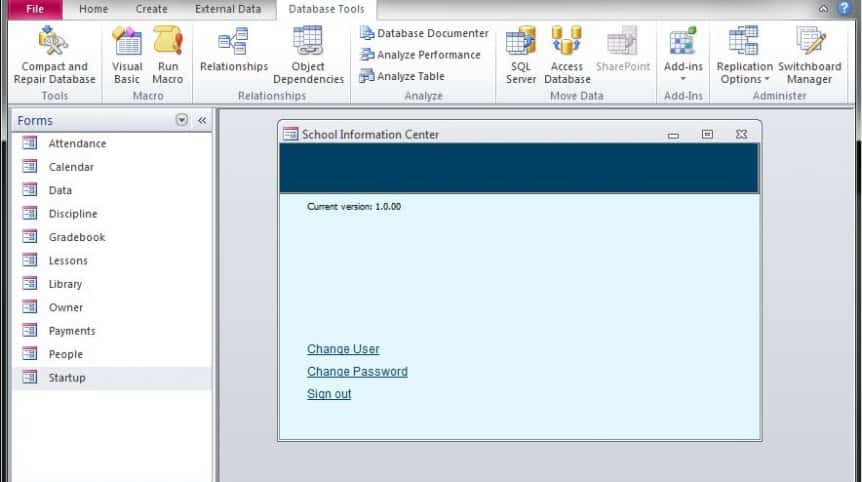 File Home Create External Data Database Tools
Compact and Repair Database
Visual Basic
Run Macro
Relationships
Object Dependencies
Database Documenter
Analyze Performance
Analyze Table
SQL Server
Access Database
SharePoint
Add-ins
Replication Options
Switchboard Manager
Tools Macro Relationships Analyze Move Data Add-Ins Administer
Forms
Attendance
Calendar
Data
Discipline
Gradebook
Lessons
Library
Owner
Payments
People
Startup
School Information Center
Current version: 1.0.00
Change User
Change Password
Sign out